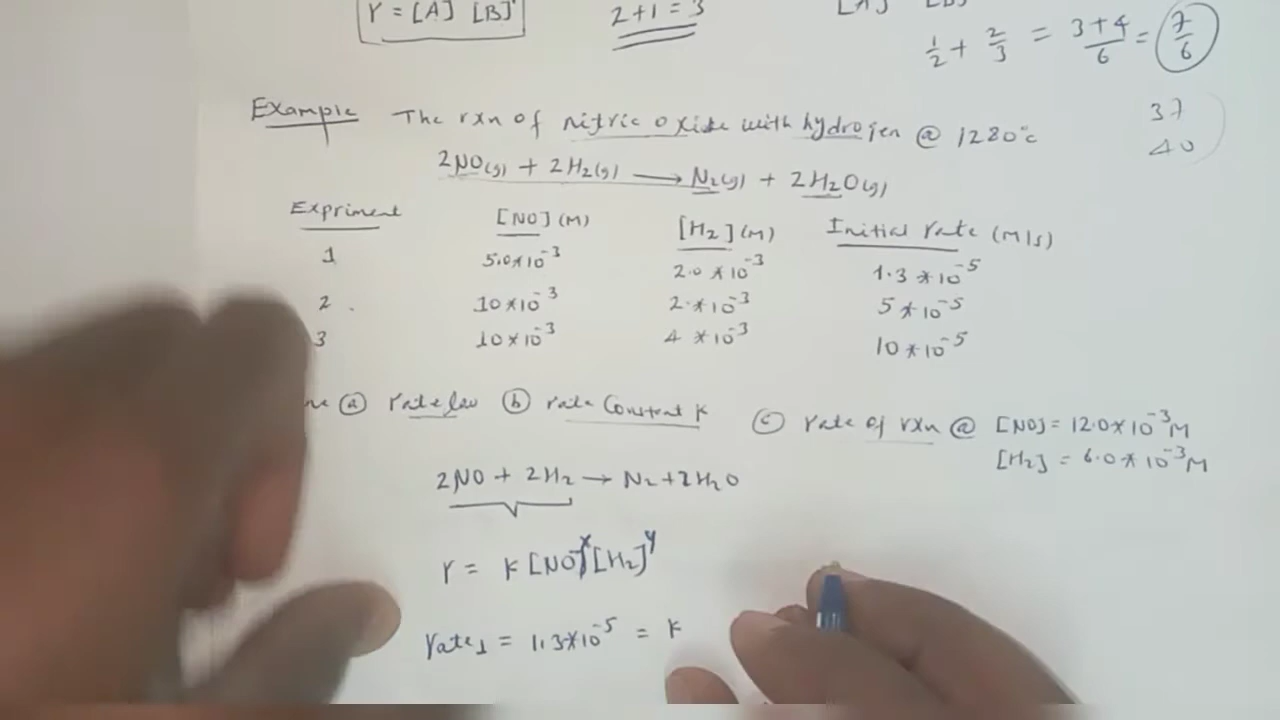 r = [A] [B]
2+1=3
[A] [B]
1/2 + 2/3 = 3+4/6 = 7/6
37
40
Example The rxn of nitric oxide with hydrogen @ 1280°c
2NO(g) + 2H2(g) → N2(g) + 2H2O(g)
Expriment [NO](M) [H2](M) Initial rate (M/s)
1 5.0*10^-3 2.0*10^-3 1.3*10^-5
2 10*10^-3 2*10^-3 5*10^-5
3 10*10^-3 4*10^-3 10*10^-5
ⓐ rate law ⓑ rate constant K ⓒ rate of rxn @ [NO] = 12.0*10^-3 M
[H2] = 6.0*10^-3 M
2NO + 2H2 → N2+2H2O
r = K[NO]^x[H2]^y
rate1 = 1.3*10^-5 = K